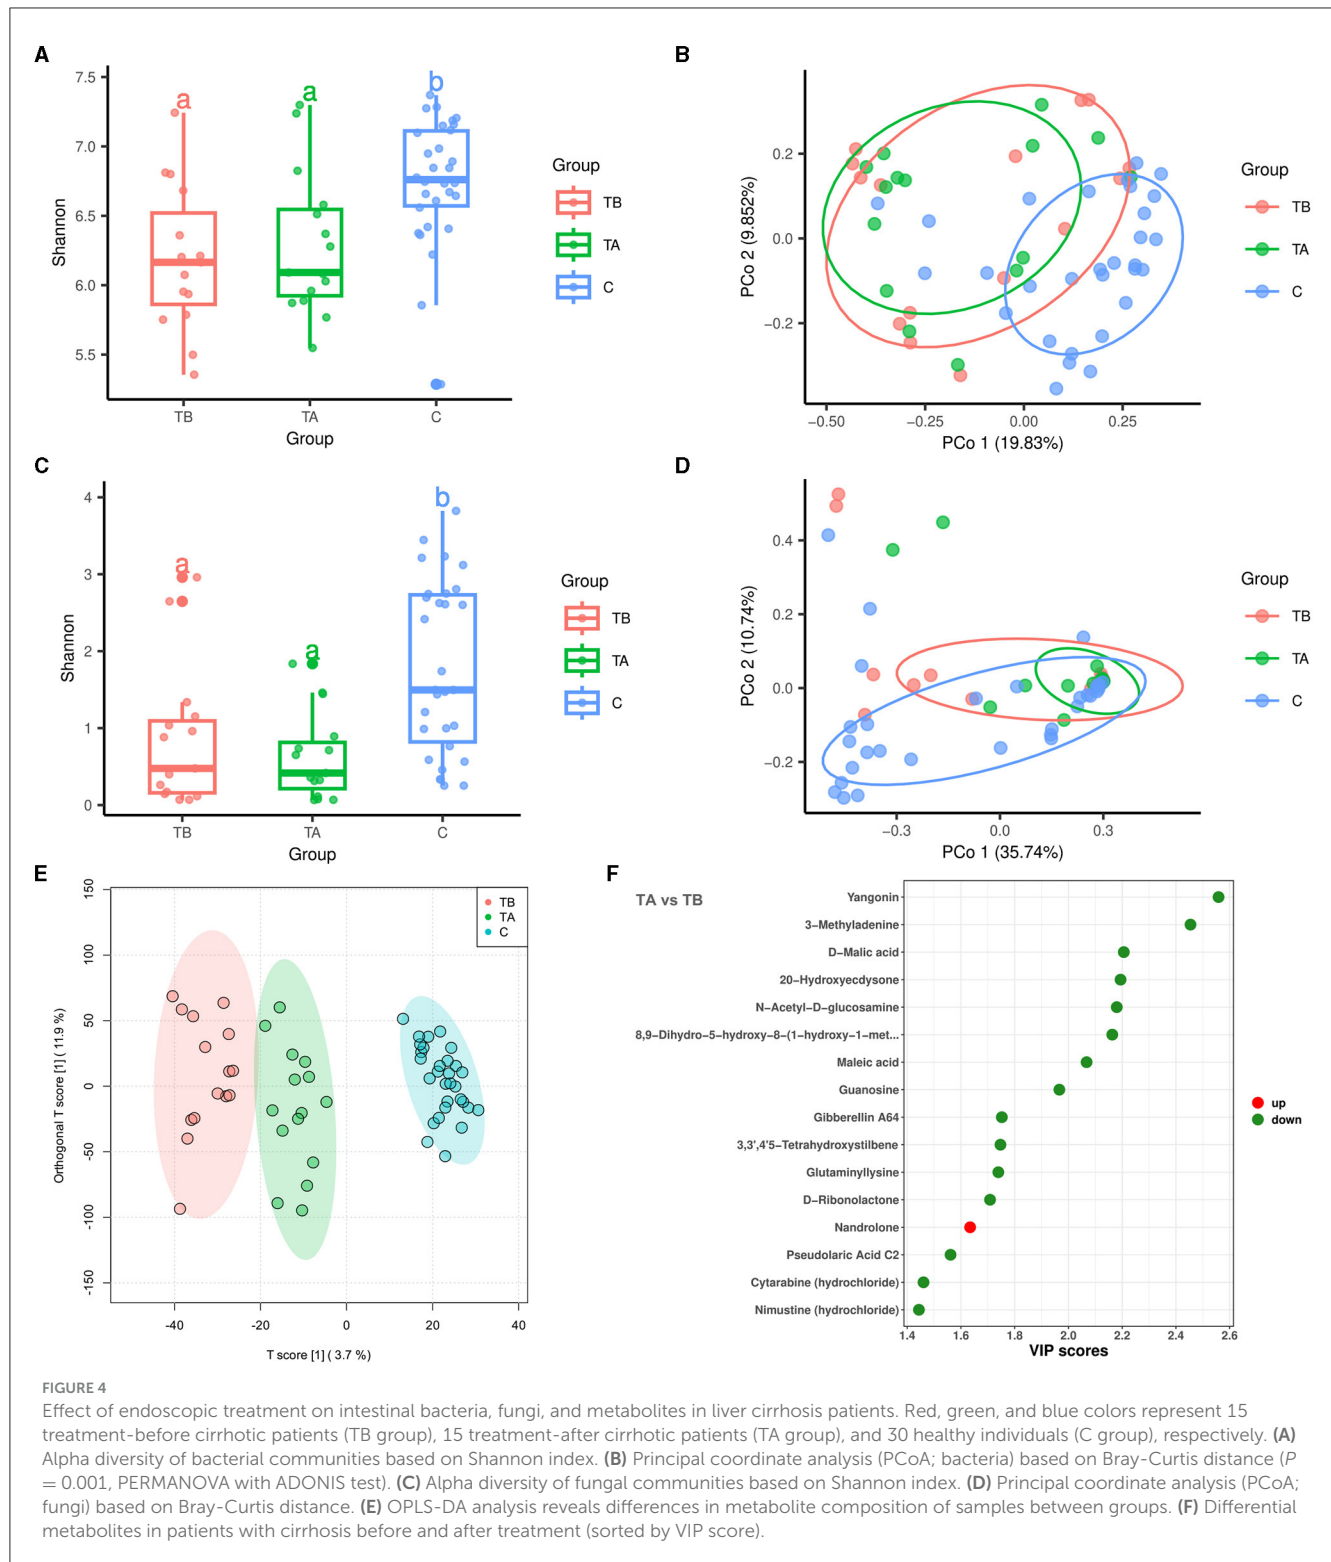 A
7.5
7.0
6.5
6.0
5.5
Shannon
a
a
b
TB
TA
C
Group
Group
TB
TA
C
B
0.2
0.0
−0.2
PCo 2 (9.852%)
−0.50
−0.25
0.00
0.25
PCo 1 (19.83%)
Group
TB
TA
C
C
4
3
2
1
0
Shannon
a
a
b
TB
TA
C
Group
Group
TB
TA
C
D
0.4
0.2
0.0
−0.2
PCo 2 (10.74%)
−0.3
0.0
0.3
PCo 1 (35.74%)
Group
TB
TA
C
E
150
100
50
0
-50
-100
-150
Orthogonal T score [1] ( 11.9 %)
-40
-20
0
20
40
T score [1] ( 3.7 %)
TB
TA
C
F
TA vs TB
Yangonin
3−Methyladenine
D−Malic acid
20−Hydroxyecdysone
N−Acetyl−D−glucosamine
8,9−Dihydro−5−hydroxy−8−(1−hydroxy−1−met...
Maleic acid
Guanosine
Gibberellin A64
3,3',4'5−Tetrahydroxystilbene
Glutaminyllysine
D−Ribonolactone
Nandrolone
Pseudolaric Acid C2
Cytarabine (hydrochloride)
Nimustine (hydrochloride)
1.4
1.6
1.8
2.0
2.2
2.4
2.6
VIP scores
up
down
FIGURE 4
Effect of endoscopic treatment on intestinal bacteria, fungi, and metabolites in liver cirrhosis patients. Red, green, and blue colors represent 15
treatment-before cirrhotic patients (TB group), 15 treatment-after cirrhotic patients (TA group), and 30 healthy individuals (C group), respectively. (A)
Alpha diversity of bacterial communities based on Shannon index. (B) Principal coordinate analysis (PCoA; bacteria) based on Bray-Curtis distance (P
= 0.001, PERMANOVA with ADONIS test). (C) Alpha diversity of fungal communities based on Shannon index. (D) Principal coordinate analysis (PCoA;
fungi) based on Bray-Curtis distance. (E) OPLS-DA analysis reveals differences in metabolite composition of samples between groups. (F) Differential
metabolites in patients with cirrhosis before and after treatment (sorted by VIP score).